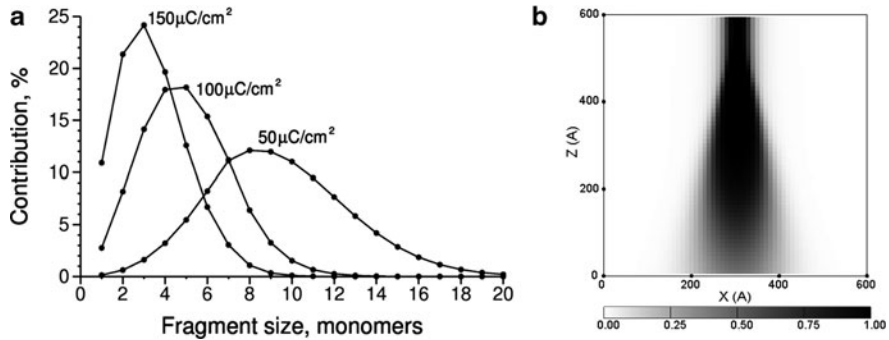 a
25
20
15
10
5
0
Contribution, %
150μC/cm²
100μC/cm²
50μC/cm²
0 2 4 6 8 10 12 14 16 18 20
Fragment size, monomers
b
600
400
200
0
Z (A)
0 200 400 600
X (A)
0.00 0.25 0.50 0.75 1.00